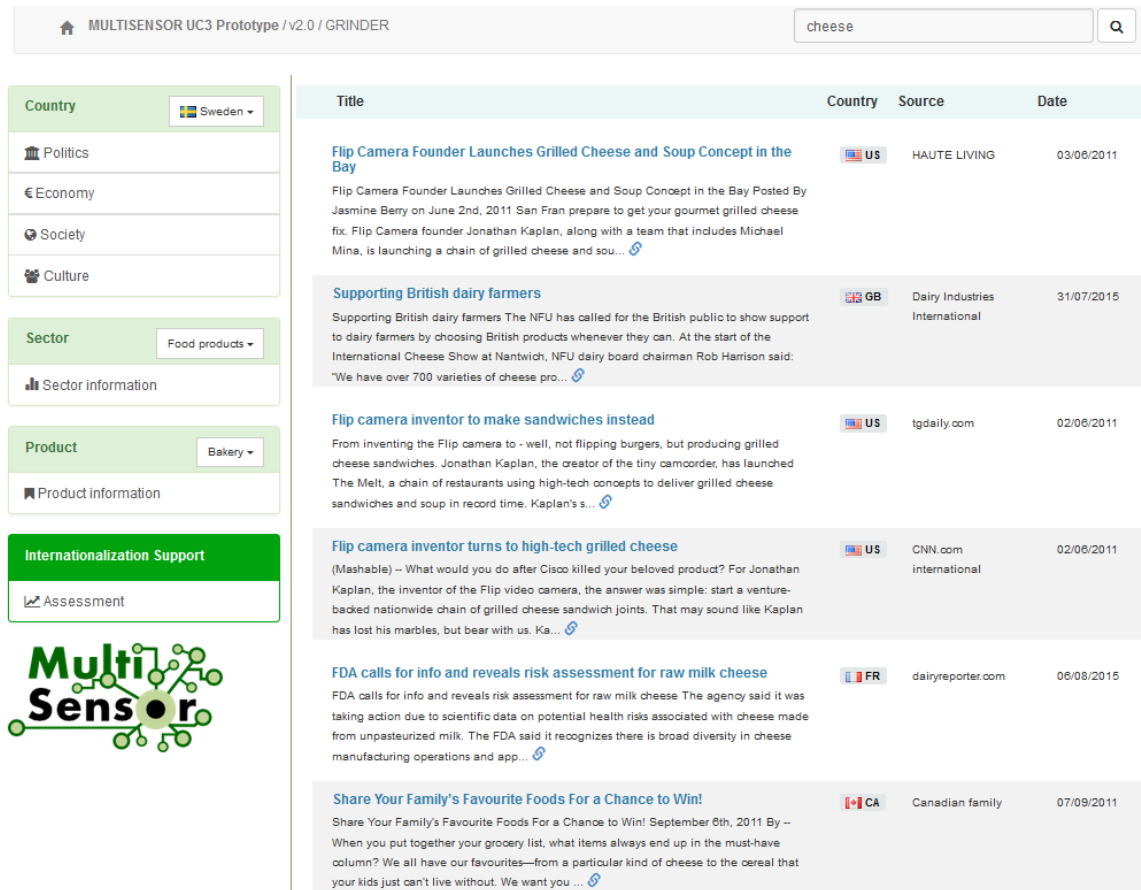 MULTISENSOR UC3 Prototype / v2.0 / GRINDER
cheese
Country
Sweden
Politics
€ Economy
Society
Culture
Sector
Food products
Sector information
Product
Bakery
Product information
Internationalization Support
Assessment
Multi
Sensor
Title Country Source Date
Flip Camera Founder Launches Grilled Cheese and Soup Concept in the
Bay
US HAUTE LIVING 03/06/2011
Flip Camera Founder Launches Grilled Cheese and Soup Concept in the Bay Posted By
Jasmine Berry on June 2nd, 2011 San Fran prepare to get your gourmet grilled cheese
fix. Flip Camera founder Jonathan Kaplan, along with a team that includes Michael
Mina, is launching a chain of grilled cheese and sou...
Supporting British dairy farmers
GB Dairy Industries
International
31/07/2015
Supporting British dairy farmers The NFU has called for the British public to show support
to dairy farmers by choosing British products whenever they can. At the start of the
International Cheese Show at Nantwich, NFU dairy board chairman Rob Harrison said:
"We have over 700 varieties of cheese pro...
Flip camera inventor to make sandwiches instead
US tgdaily.com 02/06/2011
From inventing the Flip camera to - well, not flipping burgers, but producing grilled
cheese sandwiches. Jonathan Kaplan, the creator of the tiny camcorder, has launched
The Melt, a chain of restaurants using high-tech concepts to deliver grilled cheese
sandwiches and soup in record time. Kaplan's s...
Flip camera inventor turns to high-tech grilled cheese
US CNN.com
international
02/06/2011
(Mashable) -- What would you do after Cisco killed your beloved product? For Jonathan
Kaplan, the inventor of the Flip video camera, the answer was simple: start a venture-
backed nationwide chain of grilled cheese sandwich joints. That may sound like Kaplan
has lost his marbles, but bear with us. Ka...
FDA calls for info and reveals risk assessment for raw milk cheese
FR dairyreporter.com 06/08/2015
FDA calls for info and reveals risk assessment for raw milk cheese The agency said it was
taking action due to scientific data on potential health risks associated with cheese made
from unpasteurized milk. The FDA said it recognizes there is broad diversity in cheese
manufacturing operations and app...
Share Your Family's Favourite Foods For a Chance to Win!
CA Canadian family 07/09/2011
Share Your Family's Favourite Foods For a Chance to Win! September 6th, 2011 By --
When you put together your grocery list, what items always end up in the must-have
column? We all have our favourites—from a particular kind of cheese to the cereal that
your kids just can't live without. We want you ...